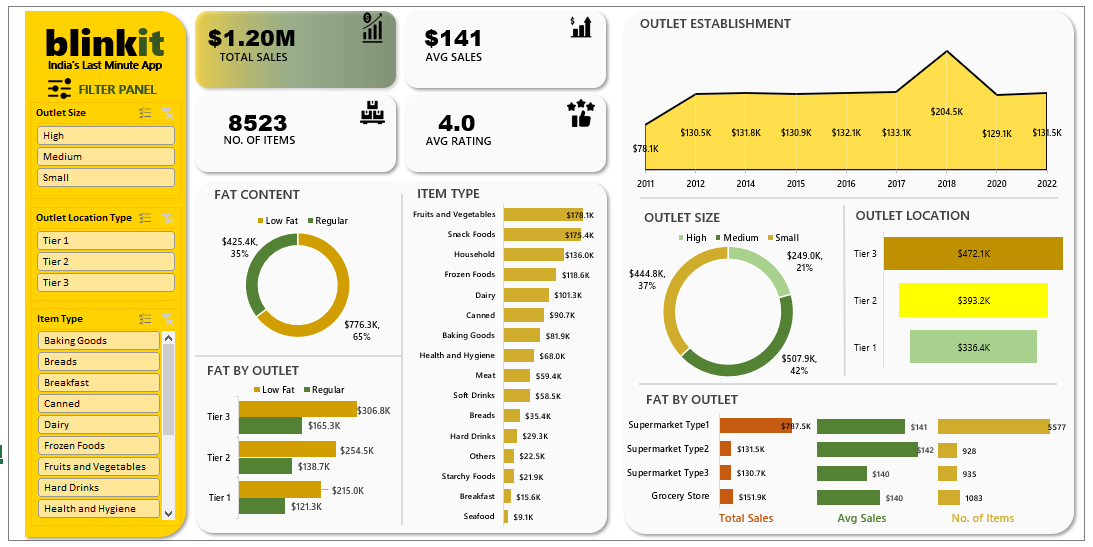 blinkit
India's Last Minute App
FILTER PANEL
Outlet Size
High
Medium
Small
Outlet Location Type
Tier 1
Tier 2
Tier 3
Item Type
Baking Goods
Breads
Breakfast
Canned
Dairy
Frozen Foods
Fruits and Vegetables
Hard Drinks
Health and Hygiene
$1.20M
TOTAL SALES
$141
AVG SALES
8523
NO. OF ITEMS
4.0
AVG RATING
FAT CONTENT
Low Fat Regular
$425.4K,
35%
$776.3K,
65%
FAT BY OUTLET
Low Fat Regular
Tier 3 $306.8K
$165.3K
Tier 2 $254.5K
$138.7K
Tier 1 $215.0K
$121.3K
ITEM TYPE
Fruits and Vegetables $178.1K
Snack Foods $175.4K
Household $136.0K
Frozen Foods $118.6K
Dairy $101.3K
Canned $90.7K
Baking Goods $81.9K
Health and Hygiene $68.0K
Meat $59.4K
Soft Drinks $58.5K
Breads $35.4K
Hard Drinks $29.3K
Others $22.5K
Starchy Foods $21.9K
Breakfast $15.6K
Seafood $9.1K
OUTLET ESTABLISHMENT
$78.1K $130.5K $131.8K $130.9K $132.1K $133.1K $204.5K $129.1K $131.5K
2011 2012 2014 2015 2016 2017 2018 2020 2022
OUTLET SIZE
High Medium Small
$249.0K,
21%
$444.8K,
37%
$507.9K,
42%
OUTLET LOCATION
Tier 3 $472.1K
Tier 2 $393.2K
Tier 1 $336.4K
FAT BY OUTLET
Supermarket Type1 $787.5K $141 5577
Supermarket Type2 $131.5K $142 928
Supermarket Type3 $130.7K $140 935
Grocery Store $151.9K $140 1083
Total Sales Avg Sales No. of Items